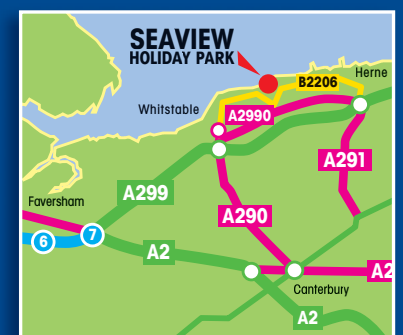 SEAVIEW
HOLIDAY PARK
Herne
B2206
Whitstable
A2990
A291
A299
Faversham
A290
6
7
A2
A2
Canterbury
A2